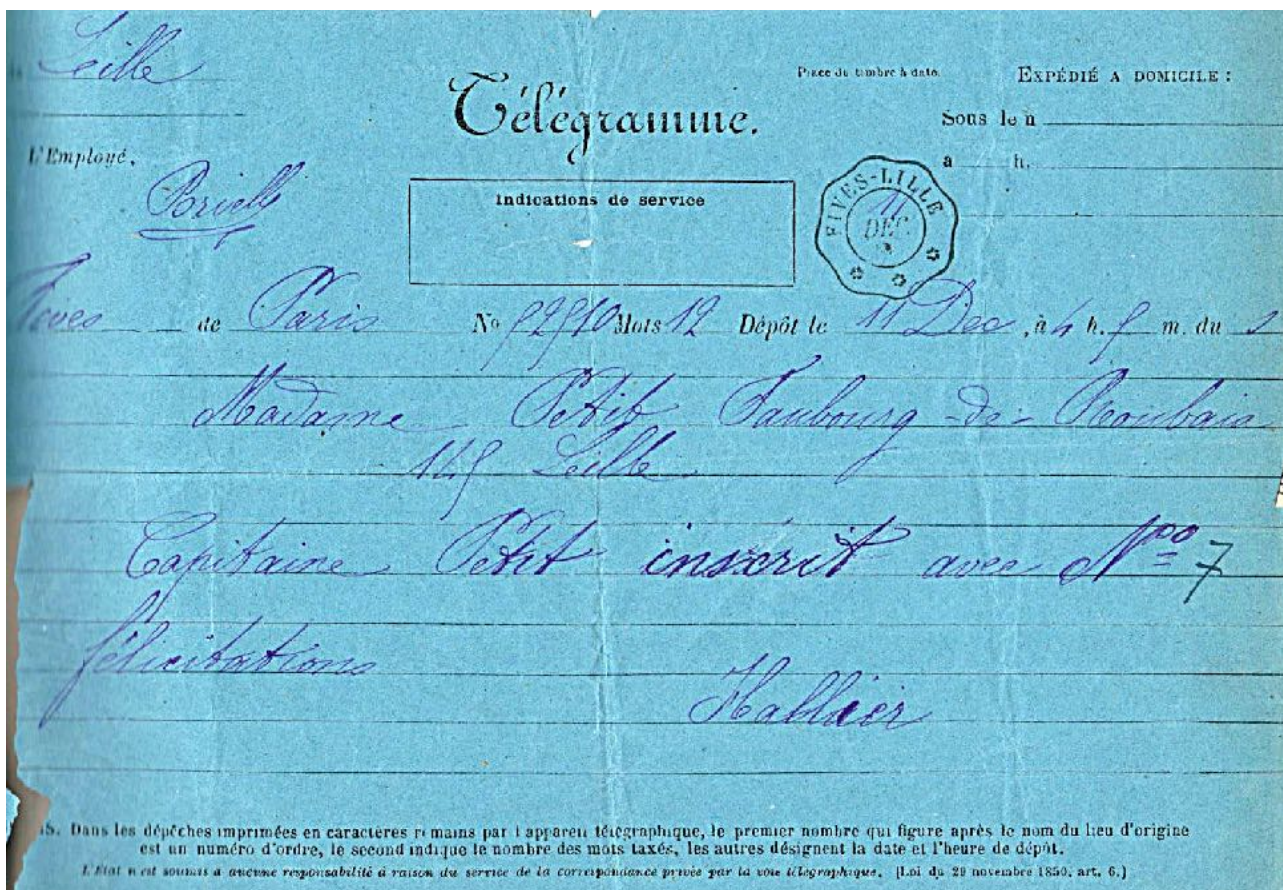 Lille
Télégramme.
Place du timbre à date.
EXPÉDIÉ A DOMICILE :
Sous le n
à h.
L'Employé,
Indications de service
FIVES-LILLE
11
DEC.
Fives de Paris No 92910 Mots 12 Dépôt le 11 Dec, à 4 h. 5 m. du s
Madame Petit Faubourg-de-Roubaix
145 Lille
Capitaine Petit inscrit avec No 7
félicitations
Hallier
S. Dans les dépêches imprimées en caractères romains par l'appareil télégraphique, le premier nombre qui figure après le nom du lieu d'origine
est un numéro d'ordre, le second indique le nombre des mots taxés, les autres désignent la date et l'heure de dépôt.
L'État n'est soumis à aucune responsabilité à raison du service de la correspondance privée par la voie télégraphique. (Loi du 29 novembre 1850, art. 6.)